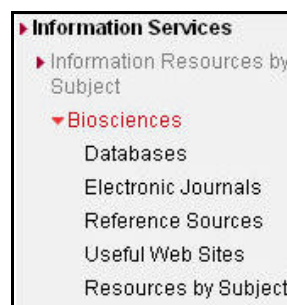 Information Services
Information Resources by
Subject
Biosciences
Databases
Electronic Journals
Reference Sources
Useful Web Sites
Resources by Subject